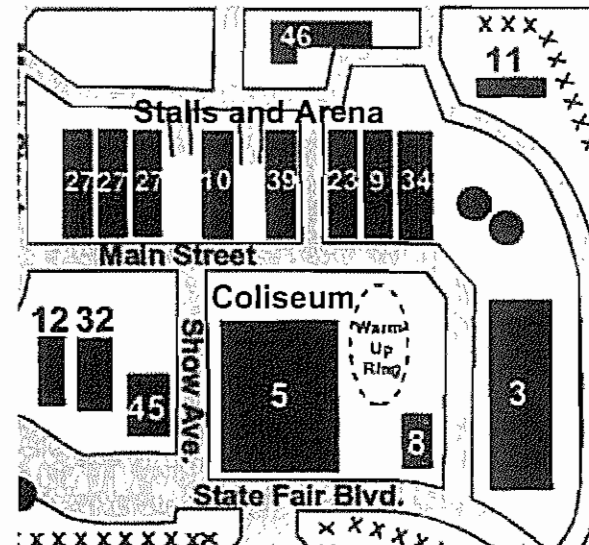 46
X X X X
11
Stalls and Arena
27 27 27 10 39 23 9 34
Main Street
Coliseum
12 32
Show Ave.
Warm
Up
Ring
45
5
3
8
State Fair Blvd.